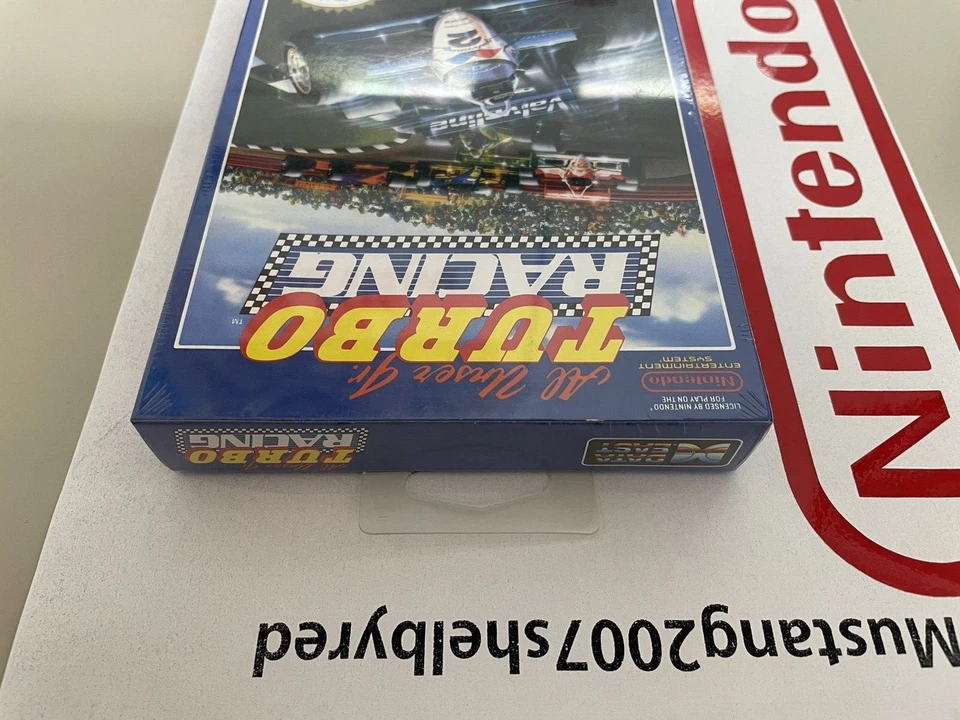 Valvoline
Al Unser Jr.
TURBO
RACING
TM
Nintendo
ENTERTAINMENT
SYSTEM
LICENSED BY NINTENDO
FOR PLAY ON THE
TURBO
RACING
DATA
EAST
Nintendo
Mustang2007shelbyred